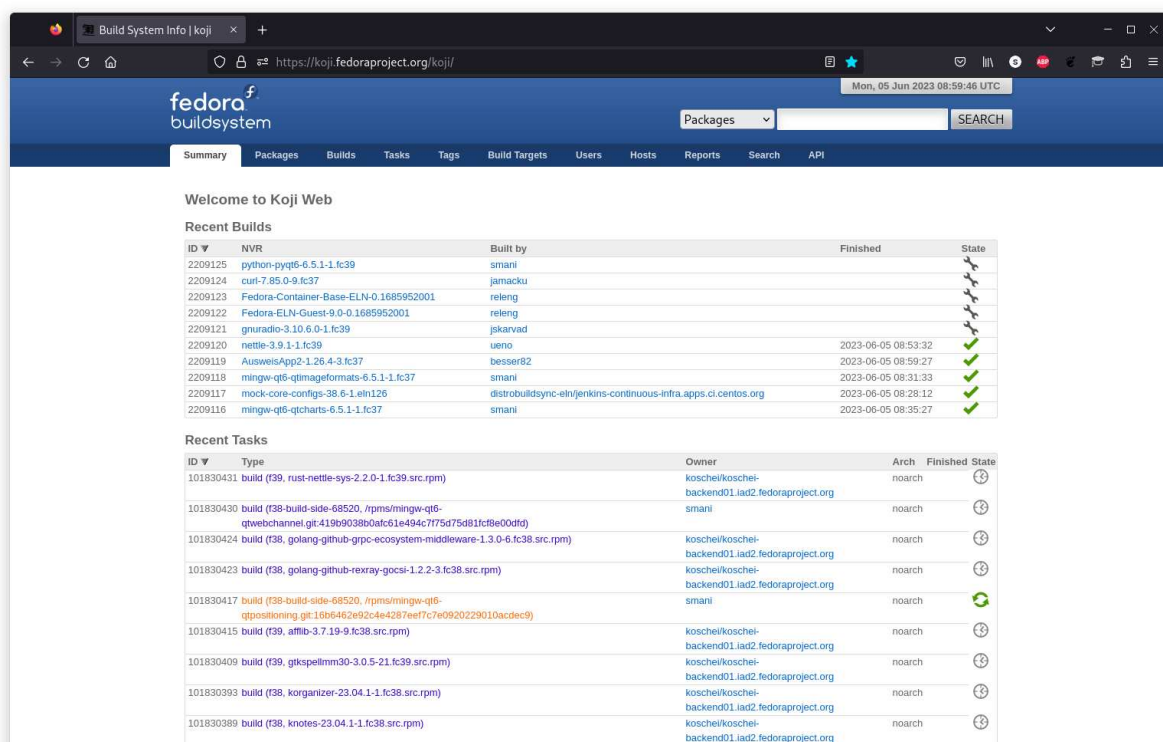 Build System Info | koji
https://koji.fedoraproject.org/koji/
S
ABP
Mon, 05 Jun 2023 08:59:46 UTC
fedora
buildsystem
Packages
SEARCH
Summary Packages Builds Tasks Tags Build Targets Users Hosts Reports Search API
Welcome to Koji Web
Recent Builds
ID NVR Built by Finished State
2209125 python-pyqt6-6.5.1-1.fc39 smani
2209124 curl-7.85.0-9.fc37 jamacku
2209123 Fedora-Container-Base-ELN-0.1685952001 releng
2209122 Fedora-ELN-Guest-9.0-0.1685952001 releng
2209121 gnuradio-3.10.6.0-1.fc39 jskarvad
2209120 nettle-3.9.1-1.fc39 ueno 2023-06-05 08:53:32
2209119 AusweisApp2-1.26.4-3.fc37 besser82 2023-06-05 08:59:27
2209118 mingw-qt6-qtimageformats-6.5.1-1.fc37 smani 2023-06-05 08:31:33
2209117 mock-core-configs-38.6-1.eln126 distrobuildsync-eln/jenkins-continuous-infra.apps.ci.centos.org 2023-06-05 08:28:12
2209116 mingw-qt6-qtcharts-6.5.1-1.fc37 smani 2023-06-05 08:35:27
Recent Tasks
ID Type Owner Arch Finished State
101830431 build (f39, rust-nettle-sys-2.2.0-1.fc39.src.rpm) koschei/koschei- noarch
backend01.iad2.fedoraproject.org
101830430 build (f38-build-side-68520, /rpms/mingw-qt6- smani noarch
qtwebchannel.git:419b9038b0afc61e494c7f75d75d81fcf8e00dfd)
101830424 build (f38, golang-github-grpc-ecosystem-middleware-1.3.0-6.fc38.src.rpm) koschei/koschei- noarch
backend01.iad2.fedoraproject.org
101830423 build (f38, golang-github-rexray-gocsi-1.2.2-3.fc38.src.rpm) koschei/koschei- noarch
backend01.iad2.fedoraproject.org
101830417 build (f38-build-side-68520, /rpms/mingw-qt6- smani noarch
qtpositioning.git:16b6462e92c4e4287eef7c7e0920229010acdec9)
101830415 build (f39, afflib-3.7.19-9.fc38.src.rpm) koschei/koschei- noarch
backend01.iad2.fedoraproject.org
101830409 build (f39, gtkspellmm30-3.0.5-21.fc39.src.rpm) koschei/koschei- noarch
backend01.iad2.fedoraproject.org
101830393 build (f38, korganizer-23.04.1-1.fc38.src.rpm) koschei/koschei- noarch
backend01.iad2.fedoraproject.org
101830389 build (f38, knotes-23.04.1-1.fc38.src.rpm) koschei/koschei- noarch
backend01.iad2.fedoraproject.org